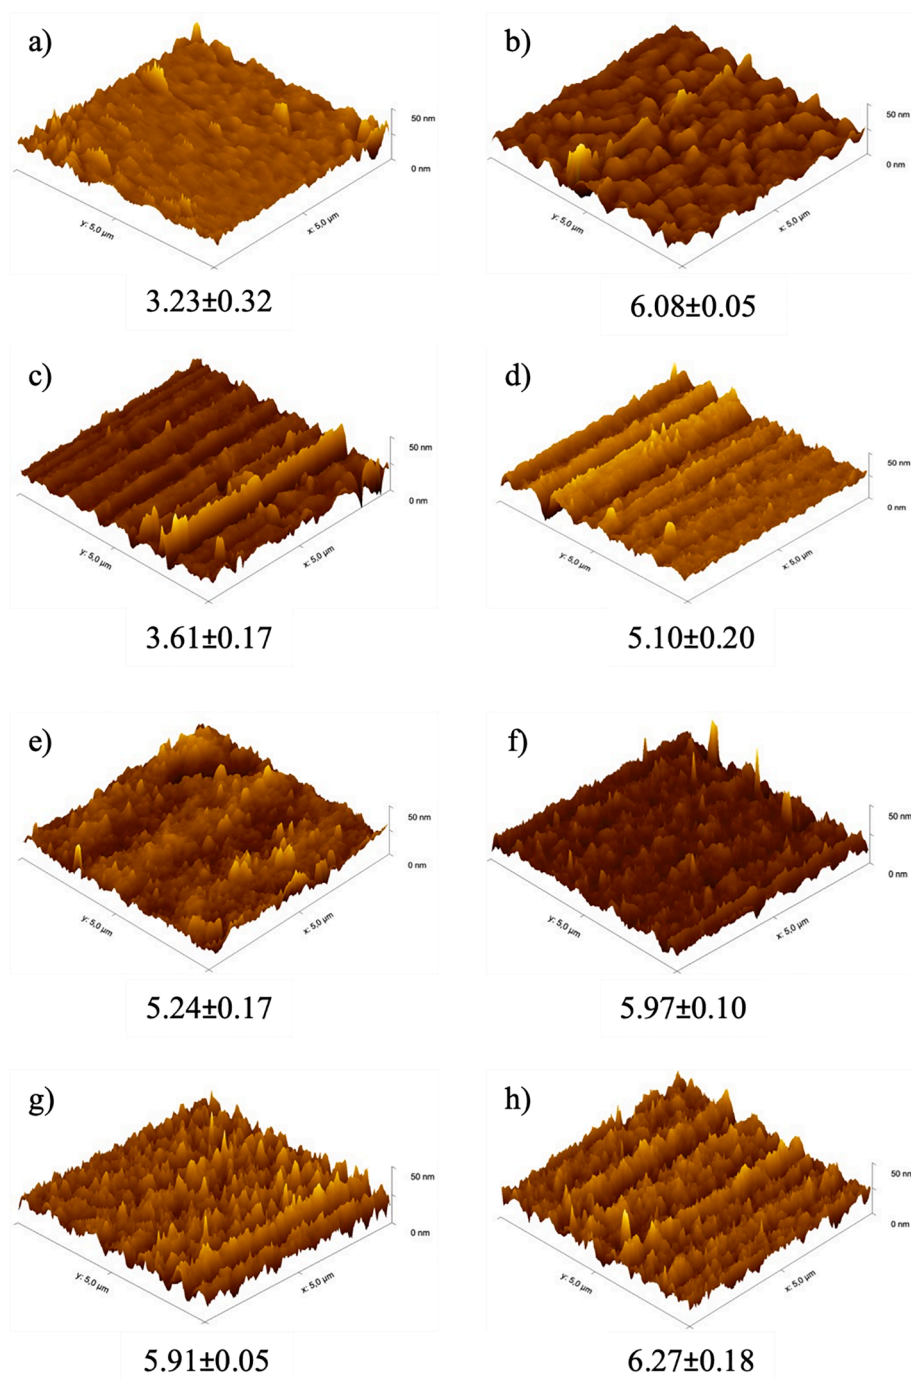 a)
50 nm
0 nm
y: 5,0 µm
x: 5,0 µm
3.23±0.32
b)
50 nm
0 nm
y: 5,0 µm
x: 5,0 µm
6.08±0.05
c)
50 nm
0 nm
y: 5,0 µm
x: 5,0 µm
3.61±0.17
d)
50 nm
0 nm
y: 5,0 µm
x: 5,0 µm
5.10±0.20
e)
50 nm
0 nm
y: 5,0 µm
x: 5,0 µm
5.24±0.17
f)
50 nm
0 nm
y: 5,0 µm
x: 5,0 µm
5.97±0.10
g)
50 nm
0 nm
y: 5,0 µm
x: 5,0 µm
5.91±0.05
h)
50 nm
0 nm
y: 5,0 µm
x: 5,0 µm
6.27±0.18